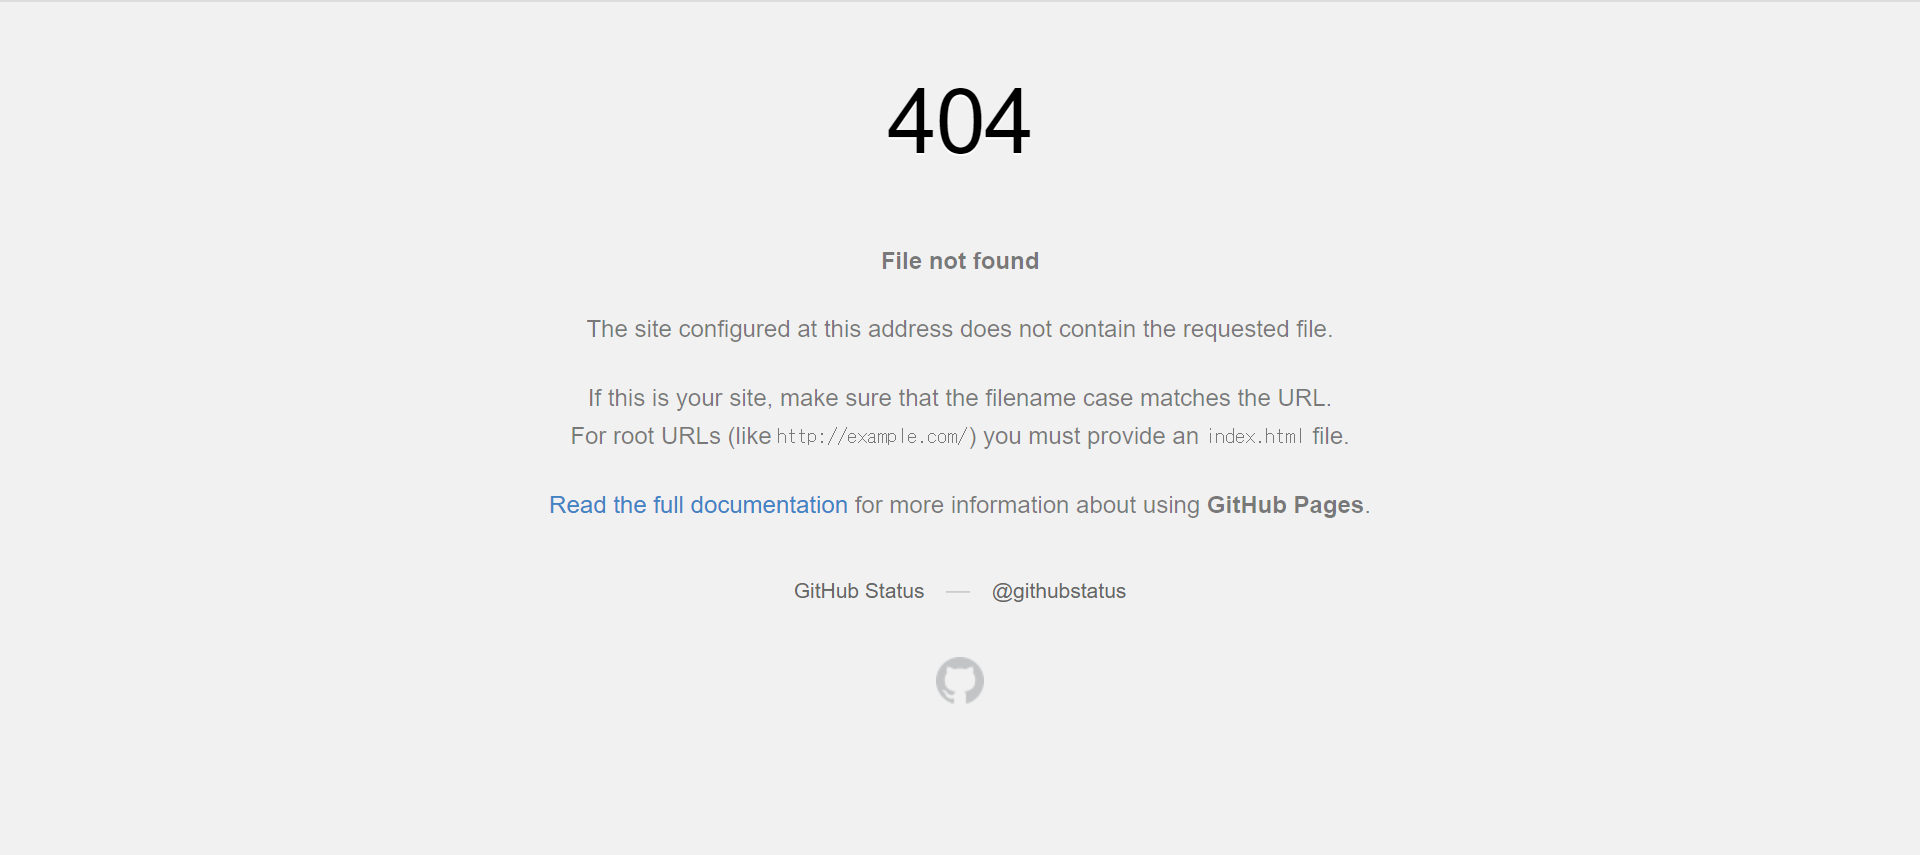 404
File not found
The site configured at this address does not contain the requested file.
If this is your site, make sure that the filename case matches the URL.
For root URLs (like http://example.com/) you must provide an index.html file.
Read the full documentation for more information about using GitHub Pages.
GitHub Status — @githubstatus